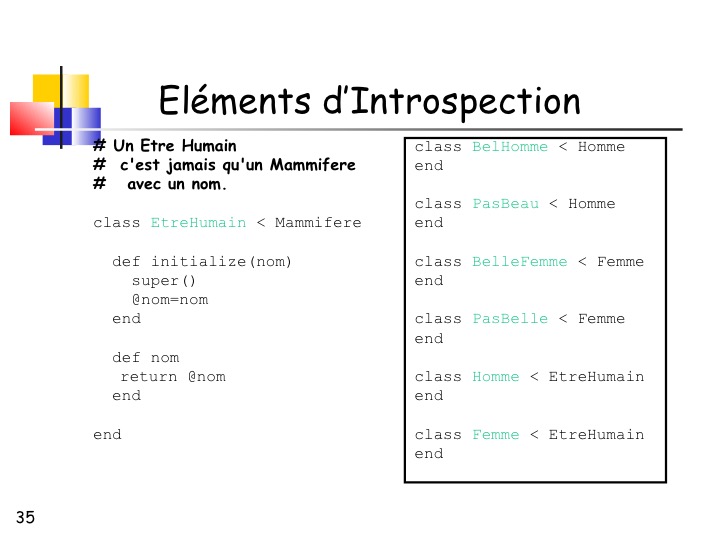 Eléments d’Introspection
# Un Etre Humain
# c'est jamais qu'un Mammifere
# avec un nom.
class EtreHumain < Mammifere
def initialize(nom)
super()
@nom=nom
end
def nom
return @nom
end
end
class BelHomme < Homme
end
class PasBeau < Homme
end
class BelleFemme < Femme
end
class PasBelle < Femme
end
class Homme < EtreHumain
end
class Femme < EtreHumain
end
35